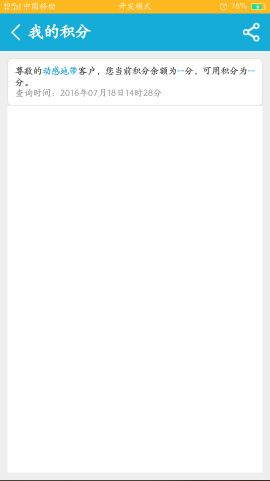 中国移动 开发模式 78%
我的积分
尊敬的动感地带客户，您当前积分余额为--分，可用积分为--
分。
查询时间：2016年07月18日14时28分